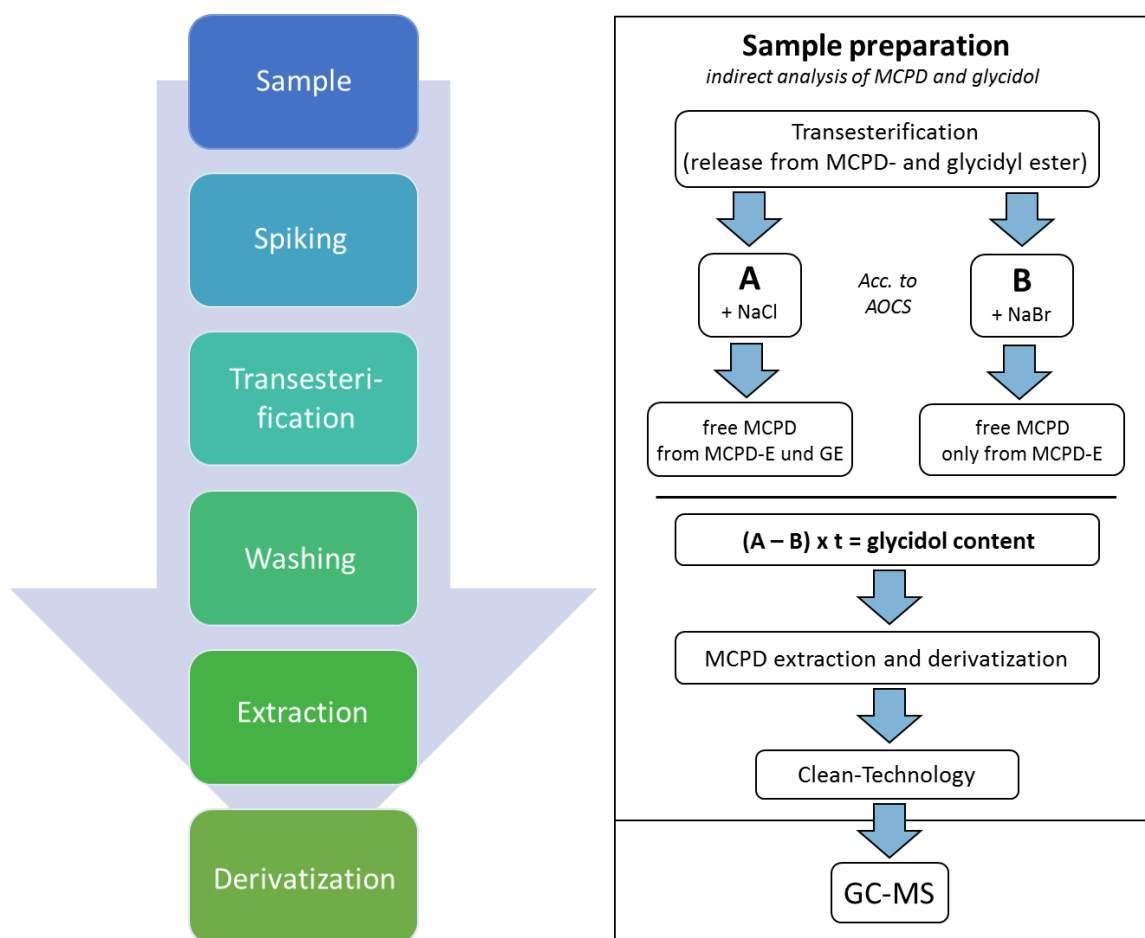 Sample
Spiking
Transesteri-
fication
Washing
Extraction
Derivatization
Sample preparation
indirect analysis of MCPD and glycidol
Transesterification
(release from MCPD- and glycidyl ester)
A
+ NaCl
Acc. to
AOCS
B
+ NaBr
free MCPD
from MCPD-E und GE
free MCPD
only from MCPD-E
(A – B) x t = glycidol content
MCPD extraction and derivatization
Clean-Technology
GC-MS